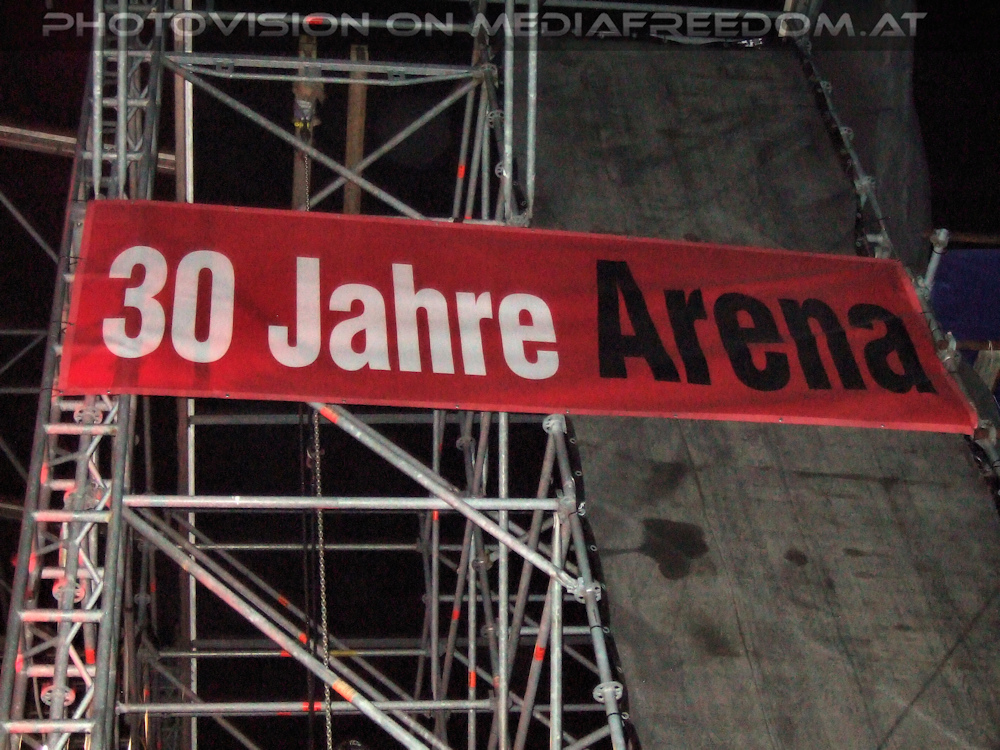 PHOTOVISION ON MEDIAFREEDOM.AT
30 Jahre Arena